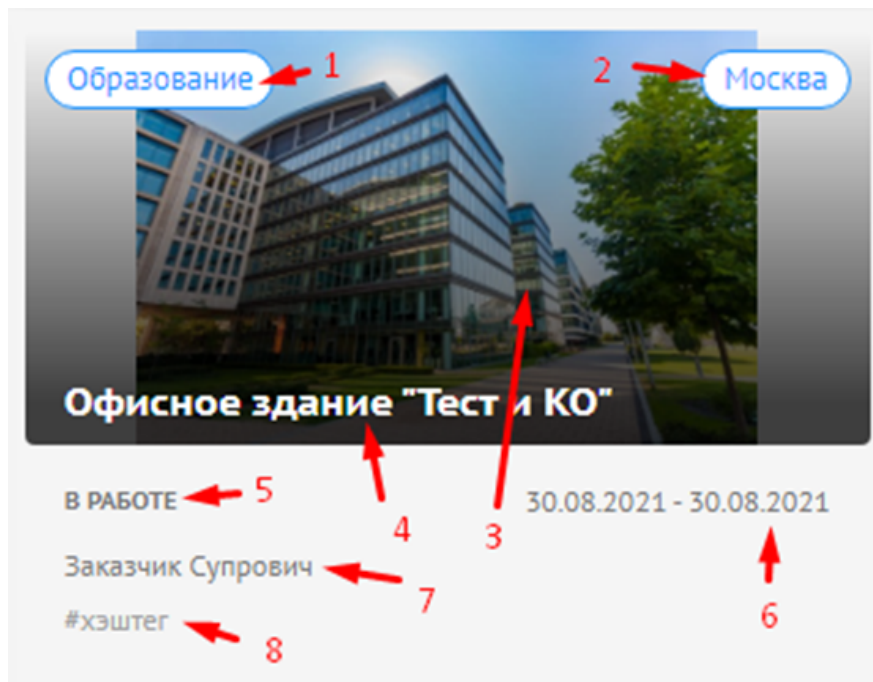 Образование 1 2 Москва
Офисное здание "Тест и КО"
В РАБОТЕ 5 4 3 30.08.2021 - 30.08.2021
Заказчик Супрович 7 6
#хэштег 8